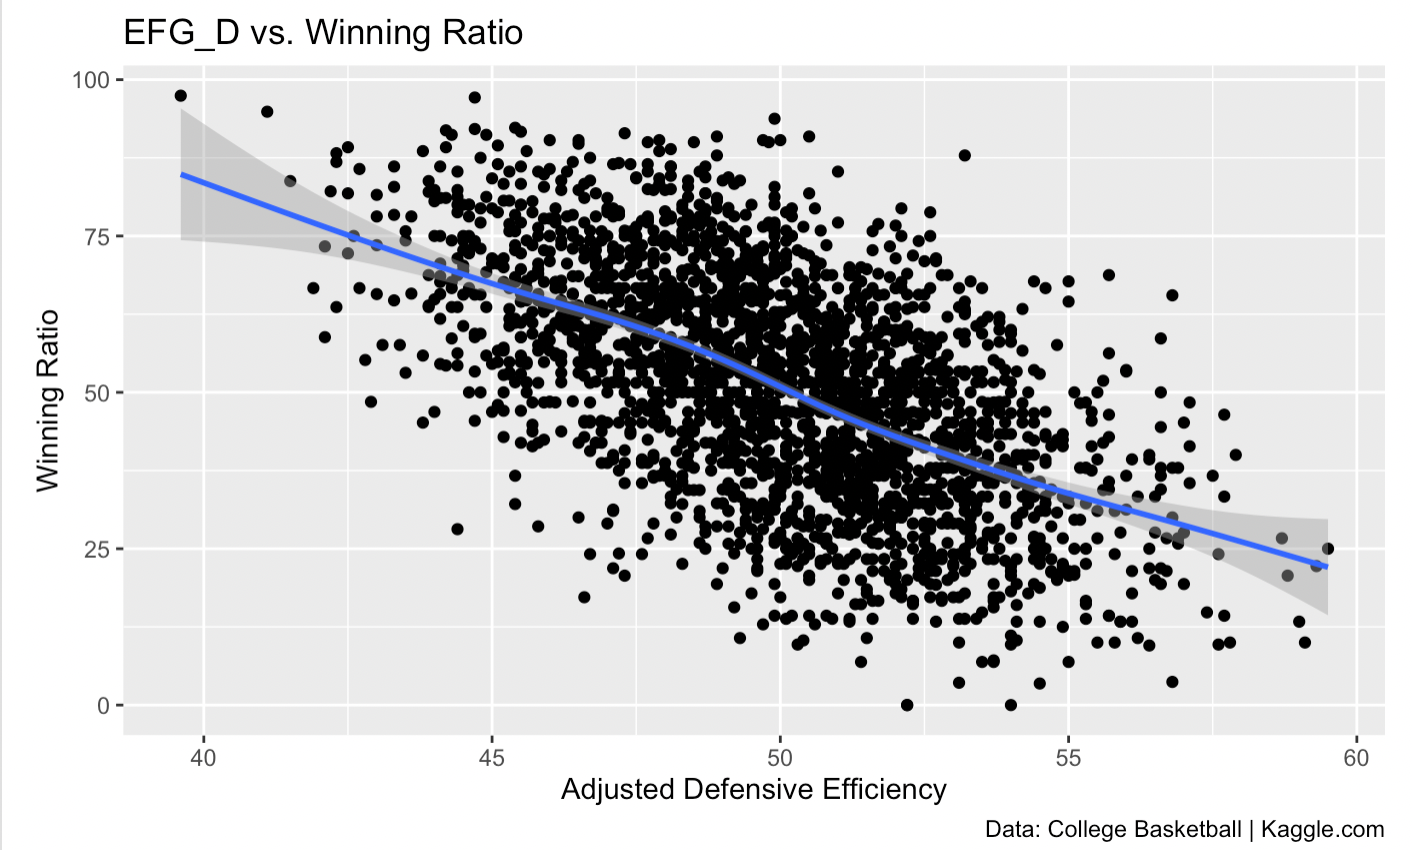 EFG_D vs. Winning Ratio
100
75
50
25
0
Winning Ratio
40
45
50
55
60
Adjusted Defensive Efficiency
Data: College Basketball | Kaggle.com